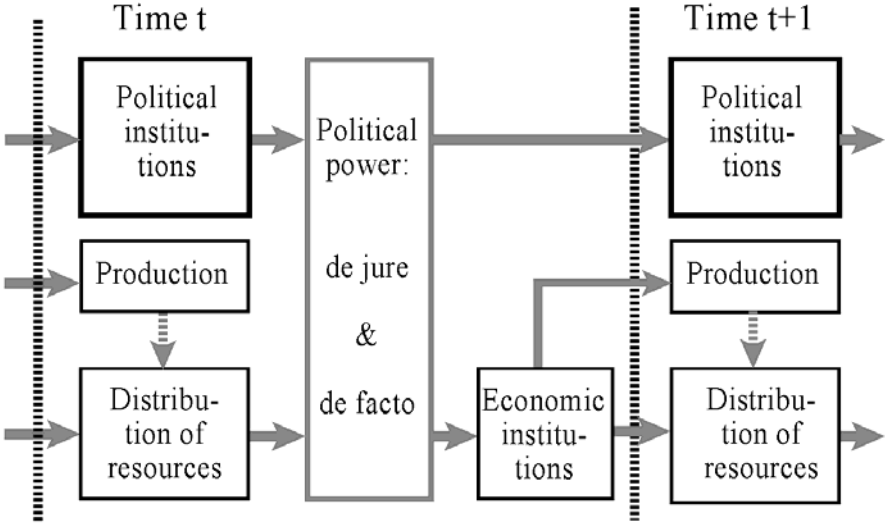 Time t
Time t+1
Political
institu-
tions
Political
power:
de jure
&
de facto
Political
institu-
tions
Production
Production
Distribu-
tion of
resources
Economic
institu-
tions
Distribu-
tion of
resources